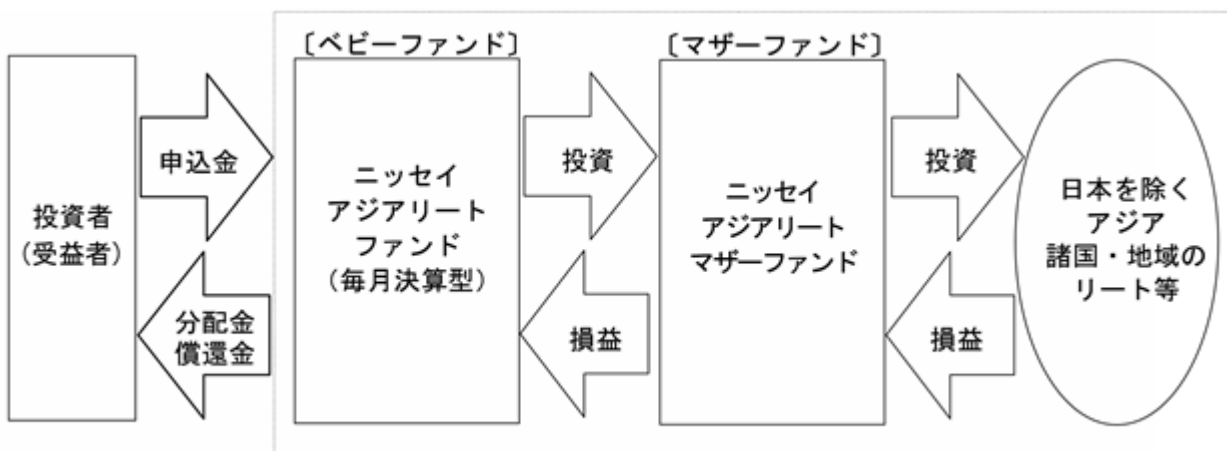 投資者
（受益者）
申込金
分配金
償還金
〔ベビーファンド〕
ニッセイ
アジアリート
ファンド
（毎月決算型）
投資
損益
〔マザーファンド〕
ニッセイ
アジアリート
マザーファンド
投資
損益
日本を除く
アジア
諸国・地域の
リート等